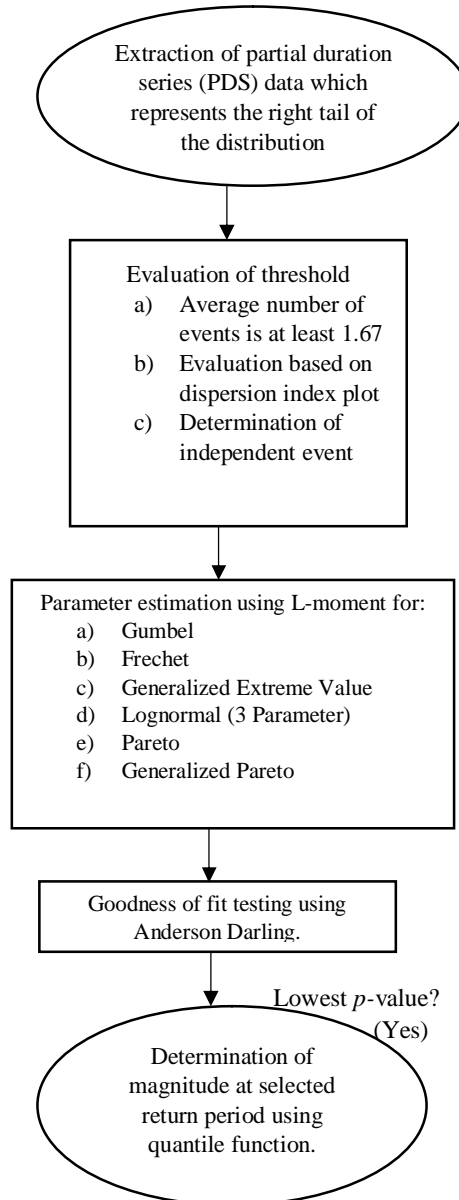 Extraction of partial duration
series (PDS) data which
represents the right tail of
the distribution
Evaluation of threshold
a) Average number of
events is at least 1.67
b) Evaluation based on
dispersion index plot
c) Determination of
independent event
Parameter estimation using L-moment for:
a) Gumbel
b) Frechet
c) Generalized Extreme Value
d) Lognormal (3 Parameter)
e) Pareto
f) Generalized Pareto
Goodness of fit testing using
Anderson Darling.
Lowest p-value?
(Yes)
Determination of
magnitude at selected
return period using
quantile function.